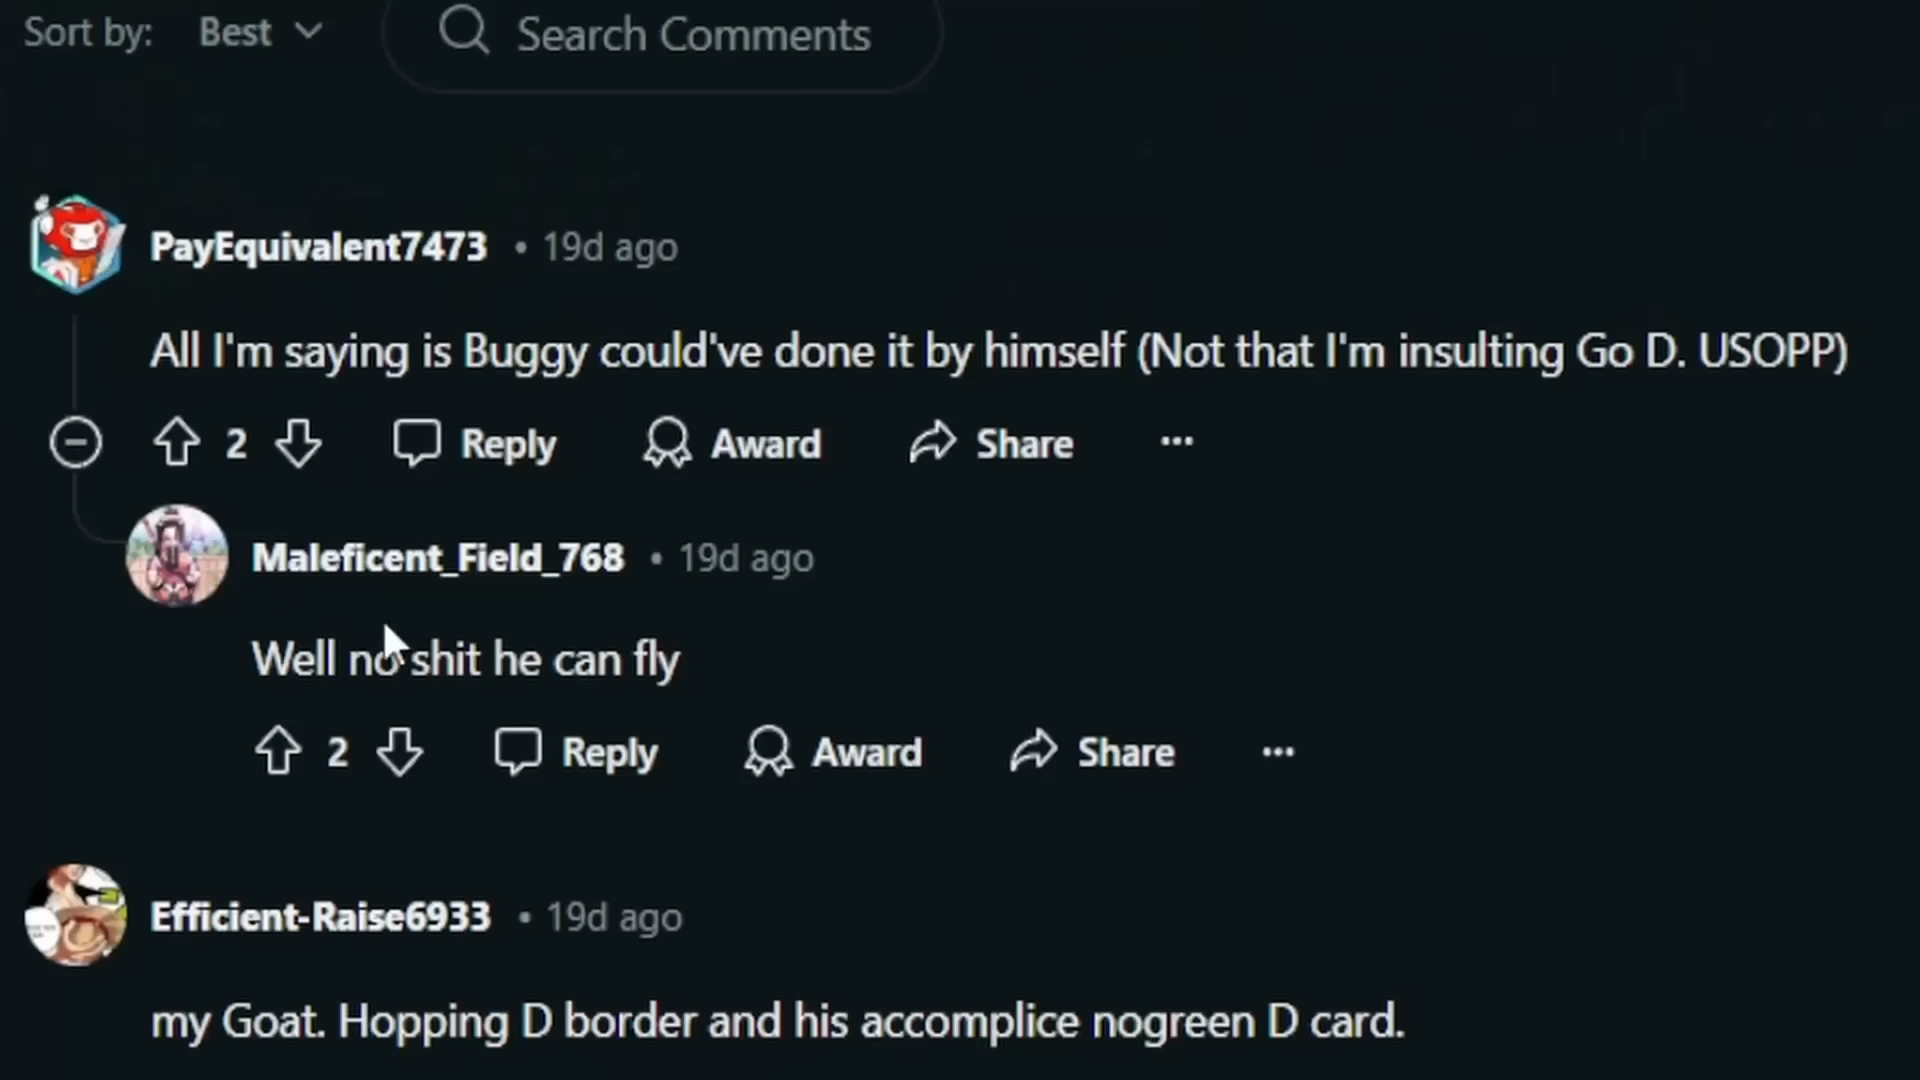 Sort by: Best Search Comments
PayEquivalent7473 • 19d ago
All I'm saying is Buggy could've done it by himself (Not that I'm insulting Go D. USOPP)
2 Reply Award Share ...
Maleficent_Field_768 • 19d ago
Well no shit he can fly
2 Reply Award Share ...
Efficient-Raise6933 • 19d ago
my Goat. Hopping D border and his accomplice nogreen D card.